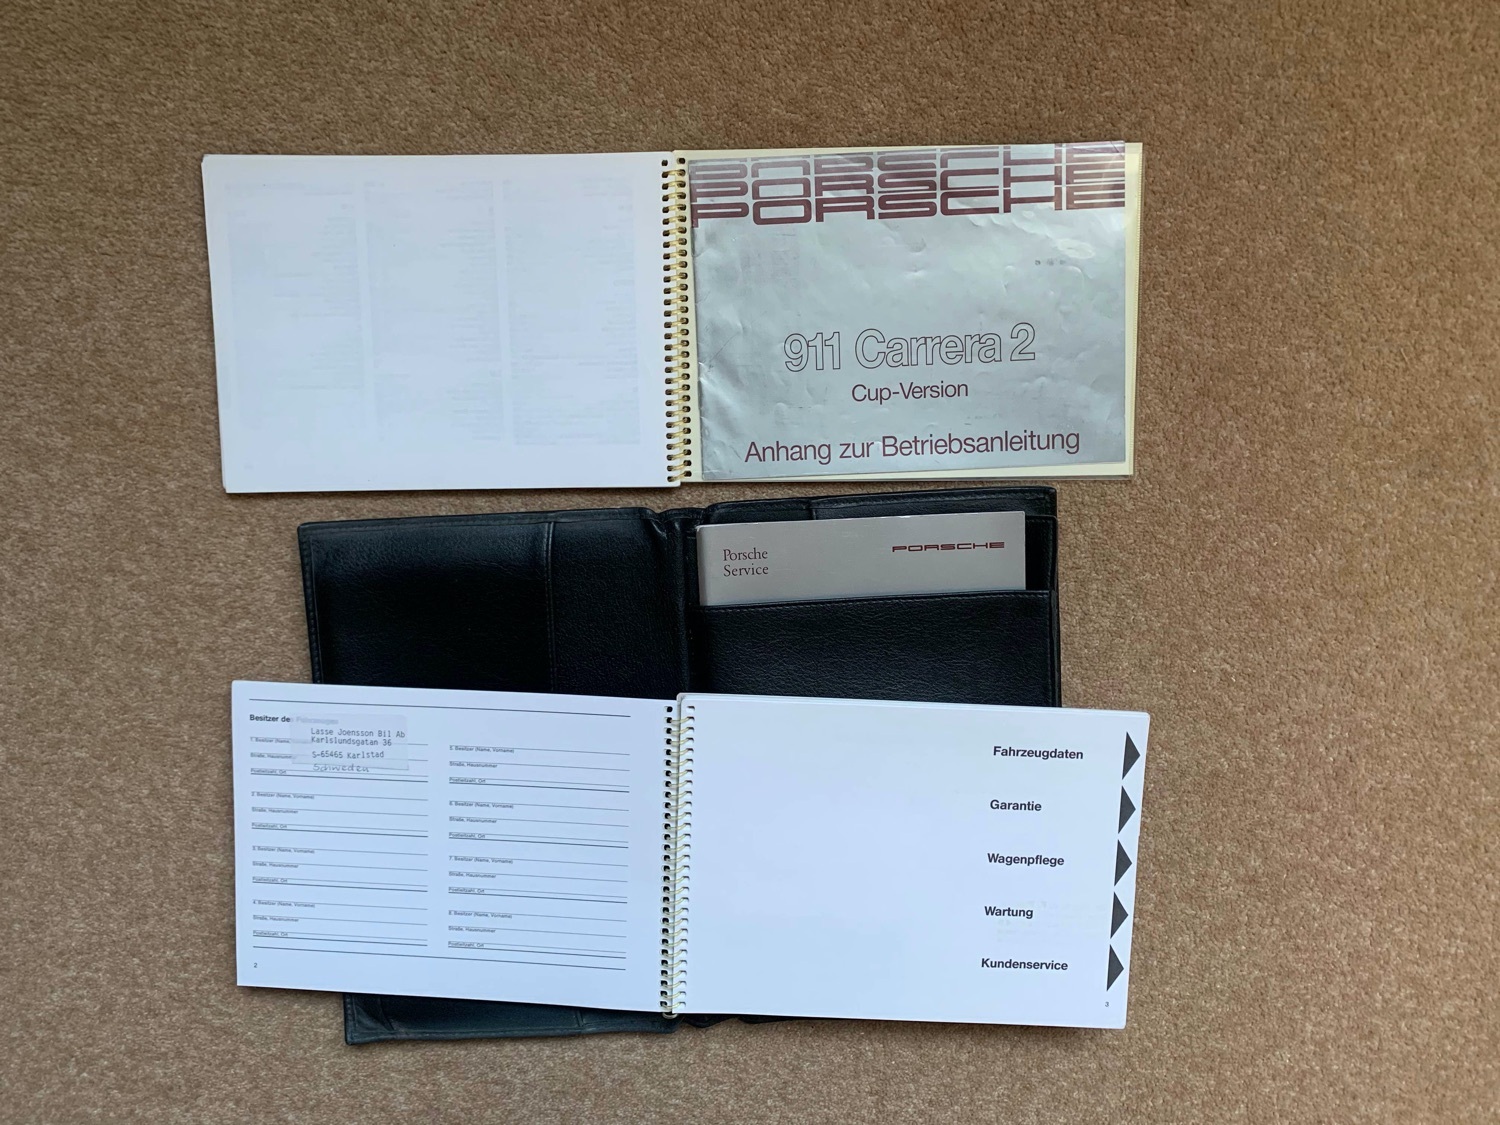 PORSCHE
PORSCHE
PORSCHE
911 Carrera 2
Cup-Version
Anhang zur Betriebsanleitung
Porsche
Service
PORSCHE
Besitzer des Fahrzeuges
Lasse Joensson Bil Ab
Karlslundsgatan 36
S-65465 Karlstad
Schweden
1. Besitzer (Name,
Straße, Hausnummer
Postleitzahl, Ort
2. Besitzer (Name, Vorname)
Straße, Hausnummer
Postleitzahl, Ort
3. Besitzer (Name, Vorname)
Straße, Hausnummer
Postleitzahl, Ort
4. Besitzer (Name, Vorname)
Straße, Hausnummer
Postleitzahl, Ort
5. Besitzer (Name, Vorname)
Straße, Hausnummer
Postleitzahl, Ort
6. Besitzer (Name, Vorname)
Straße, Hausnummer
Postleitzahl, Ort
7. Besitzer (Name, Vorname)
Straße, Hausnummer
Postleitzahl, Ort
8. Besitzer (Name, Vorname)
Straße, Hausnummer
Postleitzahl, Ort
2
Fahrzeugdaten
Garantie
Wagenpflege
Wartung
Kundenservice
3